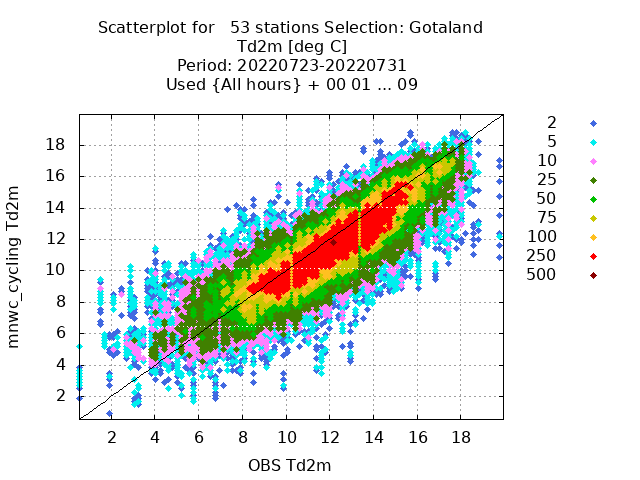 Scatterplot for   53 stations Selection: Gotaland
Td2m [deg C]
Period: 20220723-20220731
Used {All hours} + 00 01 ... 09
mnwc_cycling Td2m
18
16
14
12
10
8
6
4
2
2 4 6 8 10 12 14 16 18
OBS Td2m
2
5
10
25
50
75
100
250
500